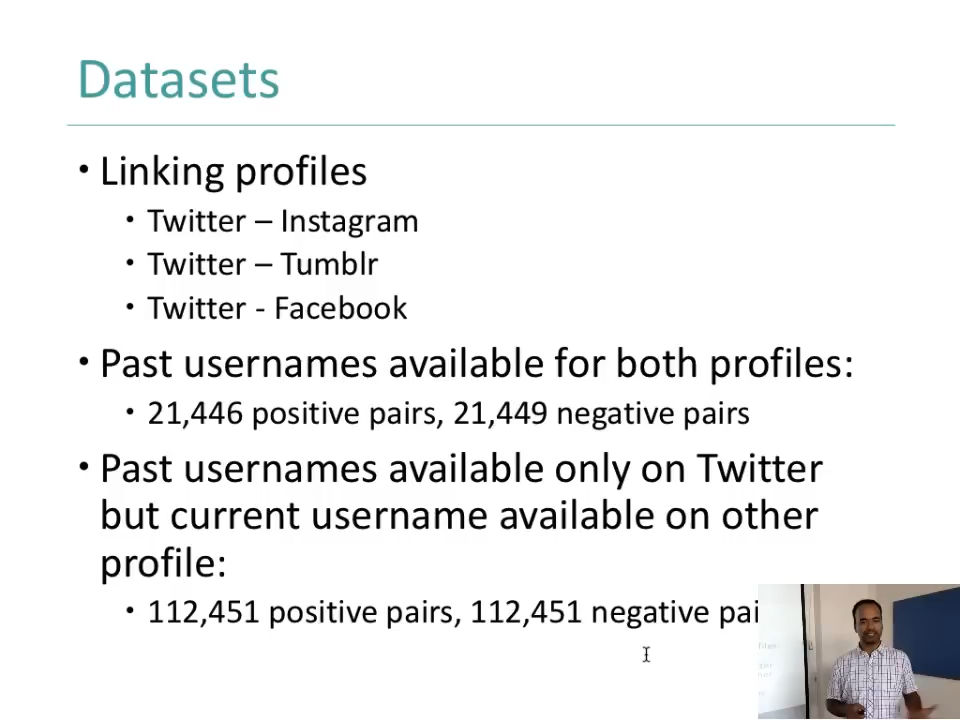 Datasets
• Linking profiles
• Twitter – Instagram
• Twitter – Tumblr
• Twitter - Facebook
• Past usernames available for both profiles:
• 21,446 positive pairs, 21,449 negative pairs
• Past usernames available only on Twitter
but current username available on other
profile:
• 112,451 positive pairs, 112,451 negative pai